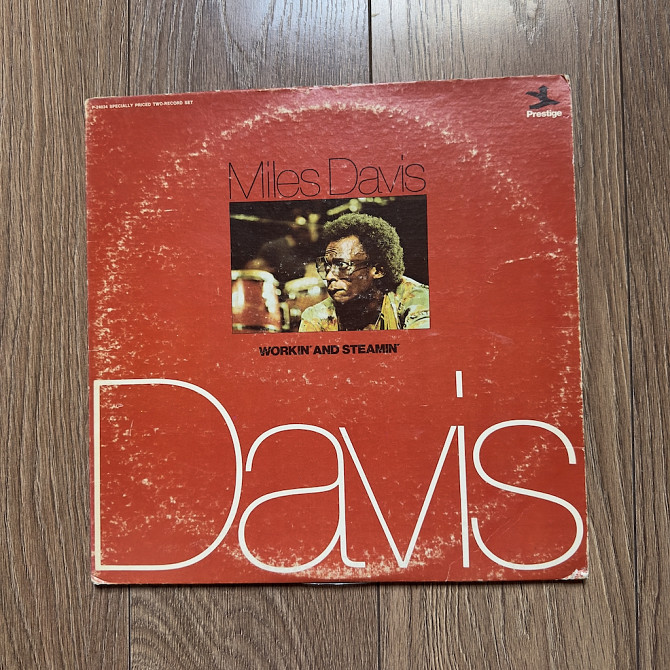 P-24034 SPECIALLY PRICED TWO-RECORD SET
Prestige
Miles Davis
WORKIN' AND STEAMIN'
Davis